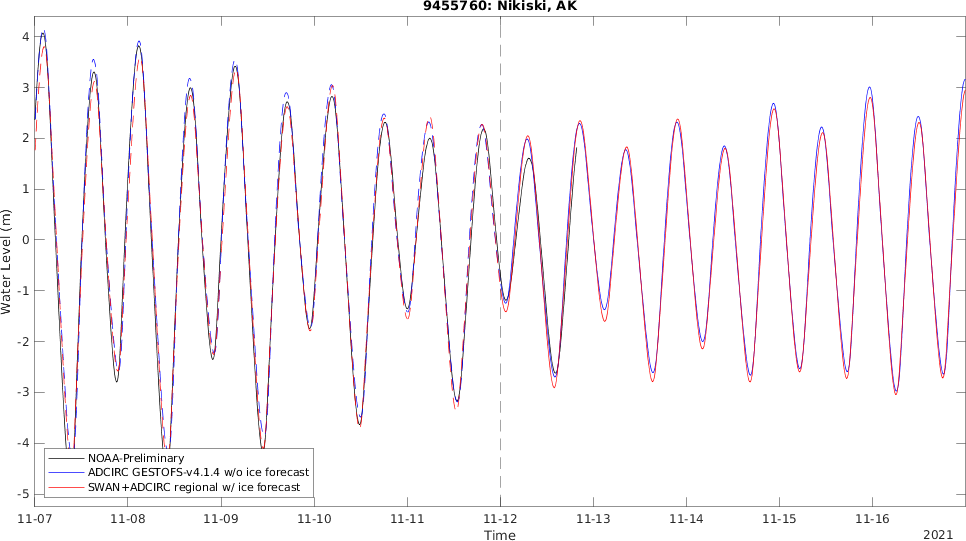 9455760: Nikiski, AK
Water Level (m)
4
3
2
1
0
-1
-2
-3
-4
-5
NOAA-Preliminary
ADCIRC GESTOFS-v4.1.4 w/o ice forecast
SWAN+ADCIRC regional w/ ice forecast
11-07 11-08 11-09 11-10 11-11 11-12 11-13 11-14 11-15 11-16
Time
2021